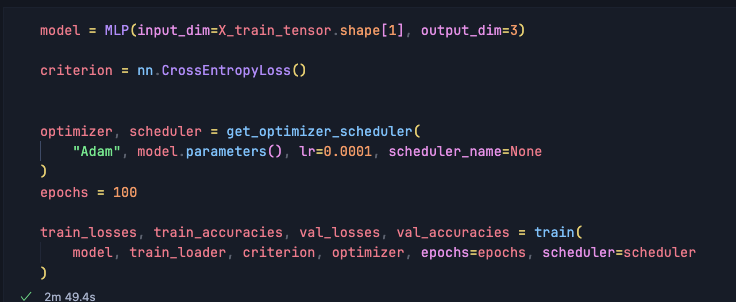 model = MLP(input_dim=X_train_tensor.shape[1], output_dim=3)
criterion = nn.CrossEntropyLoss()
optimizer, scheduler = get_optimizer_scheduler(
    "Adam", model.parameters(), lr=0.0001, scheduler_name=None
)
epochs = 100
train_losses, train_accuracies, val_losses, val_accuracies = train(
    model, train_loader, criterion, optimizer, epochs=epochs, scheduler=scheduler
)
2m 49.4s